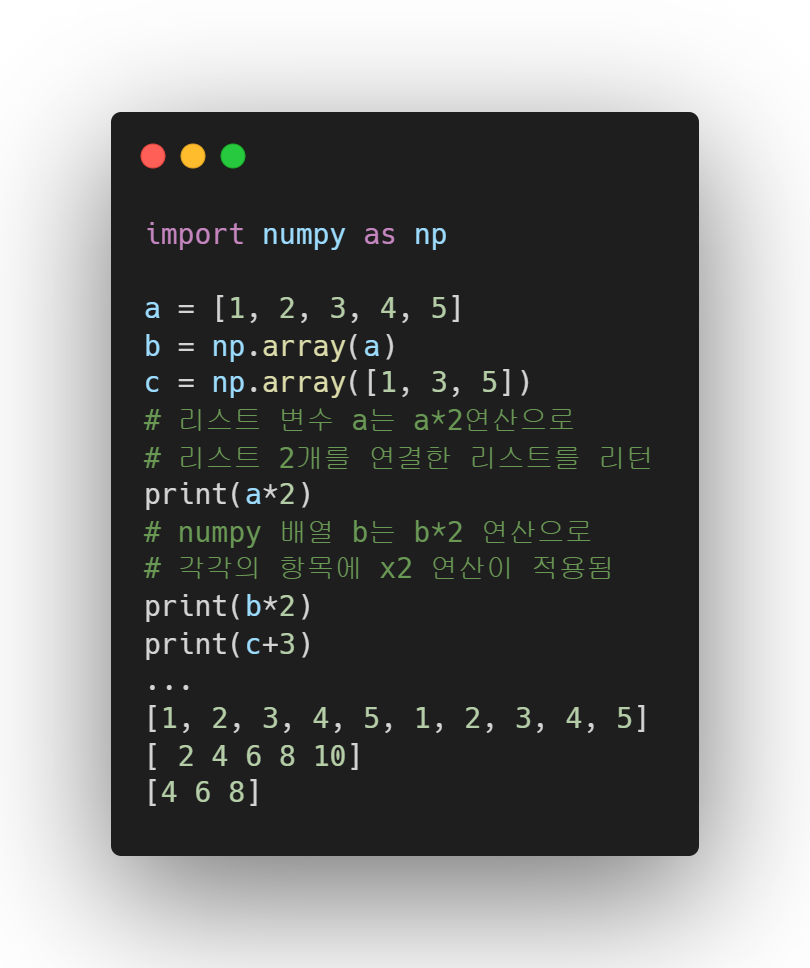 import numpy as np
a = [1, 2, 3, 4, 5]
b = np.array(a)
c = np.array([1, 3, 5])
# 리스트 변수 a는 a*2연산으로
# 리스트 2개를 연결한 리스트를 리턴
print(a*2)
# numpy 배열 b는 b*2 연산으로
# 각각의 항목에 x2 연산이 적용됨
print(b*2)
print(c+3)
...
[1, 2, 3, 4, 5, 1, 2, 3, 4, 5]
[ 2 4 6 8 10]
[4 6 8]